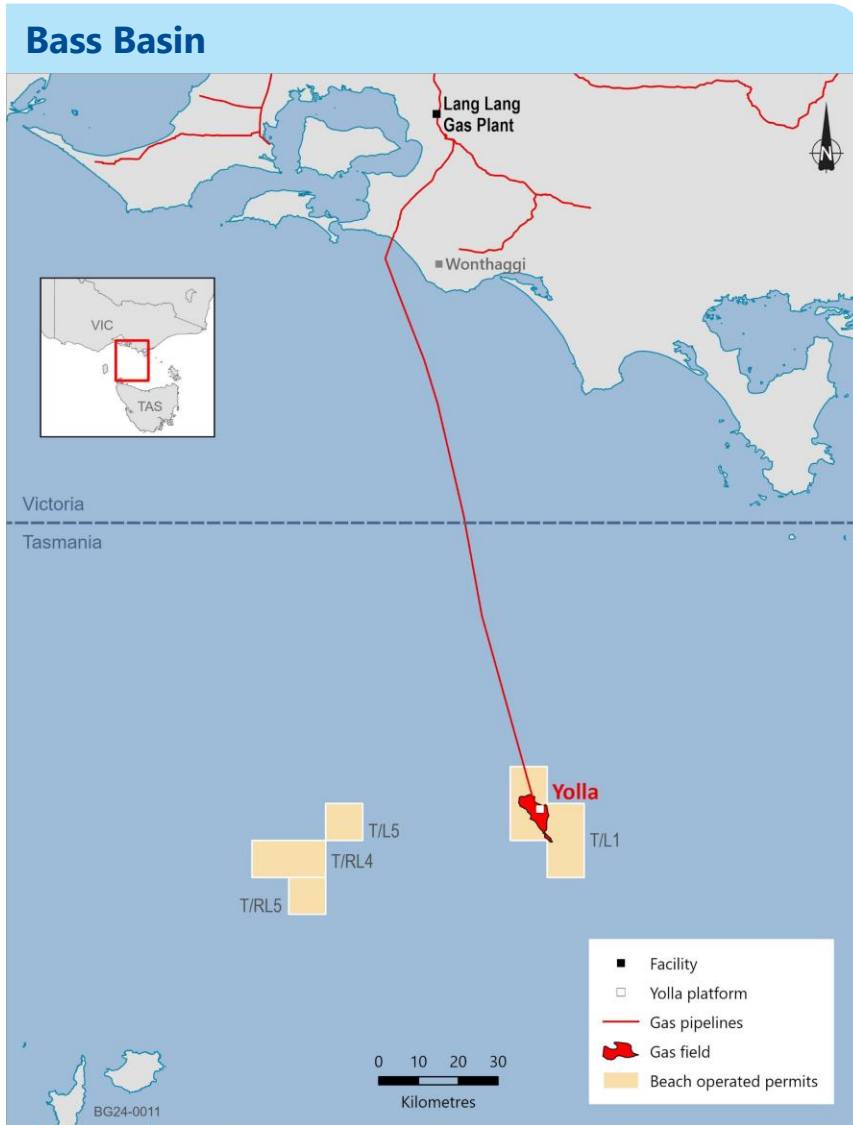 Bass Basin
Lang Lang
Gas Plant
N
Wonthaggi
VIC
TAS
Victoria
Tasmania
Yolla
T/L5
T/L1
T/RL4
T/RL5
Facility
Yolla platform
Gas pipelines
Gas field
Beach operated permits
0 10 20 30
Kilometres
BG24-0011